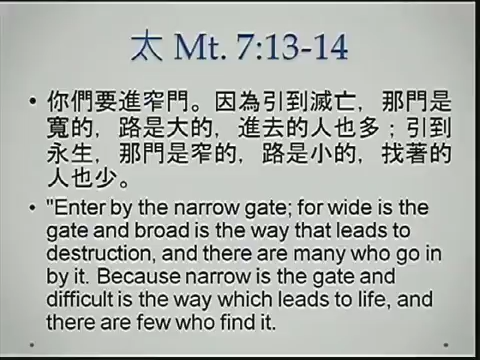 太 Mt. 7:13-14
• 你們要進窄門。因為引到滅亡，那門是
寬的，路是大的，進去的人也多；引到
永生，那門是窄的，路是小的，找著的
人也少。
• "Enter by the narrow gate; for wide is the
gate and broad is the way that leads to
destruction, and there are many who go in
by it. Because narrow is the gate and
difficult is the way which leads to life, and
there are few who find it.